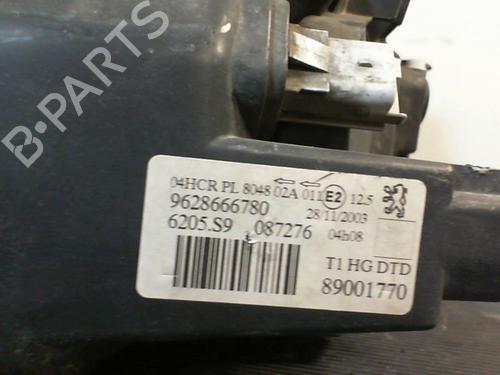 B-PARTS
04HCR PL 8048 02A 011 E2 12.5
9628666780 28/11/2003
6205.S9 087276 04h08
T1 HG DTD
89001770